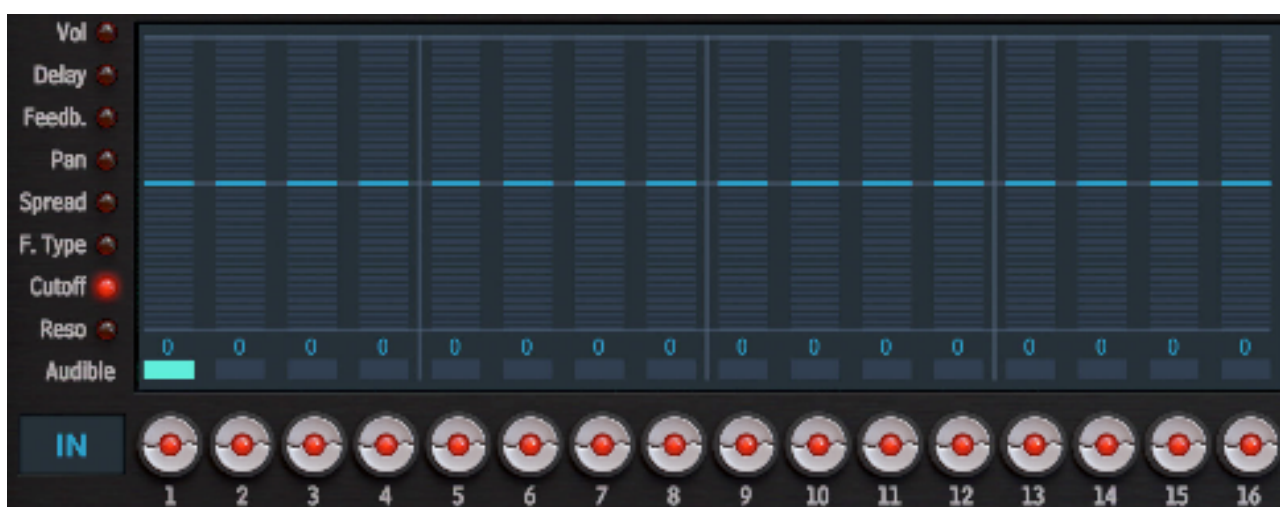 Vol
Delay
Feedb.
Pan
Spread
F. Type
Cutoff
Reso
0 0 0 0 0 0 0 0 0 0 0 0 0 0 0 0
Audible
IN
1 2 3 4 5 6 7 8 9 10 11 12 13 14 15 16